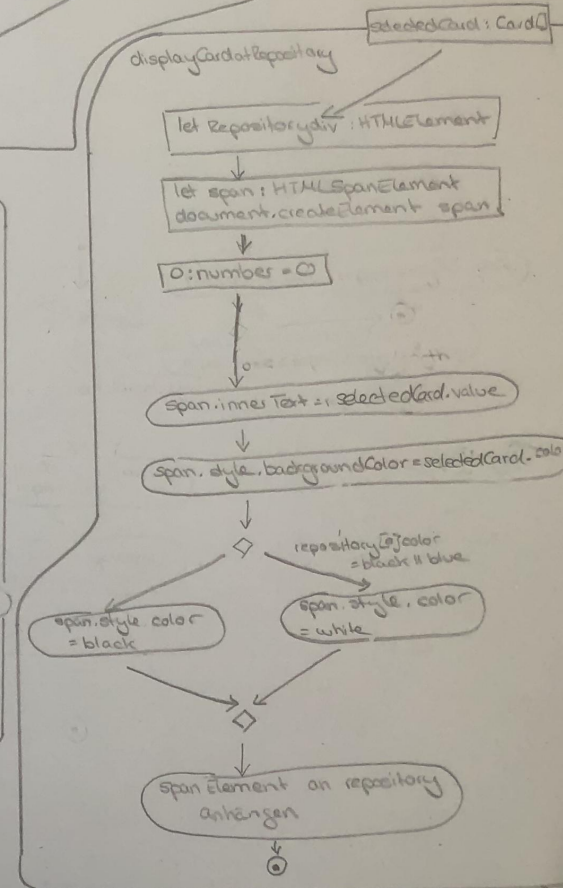 selectedCard: Card[]
displayCardatRepository
let Repositorydiv: HTMLElement
let span: HTMLSpanElement
document.createElement span
0:number = 0
span.innerText = selectedCard.value
span.style.backgroundColor = selectedCard.colo
repository[0]color
= black || blue
span.style.color
= black
span.style.color
= white
span Element an repository
anhängen